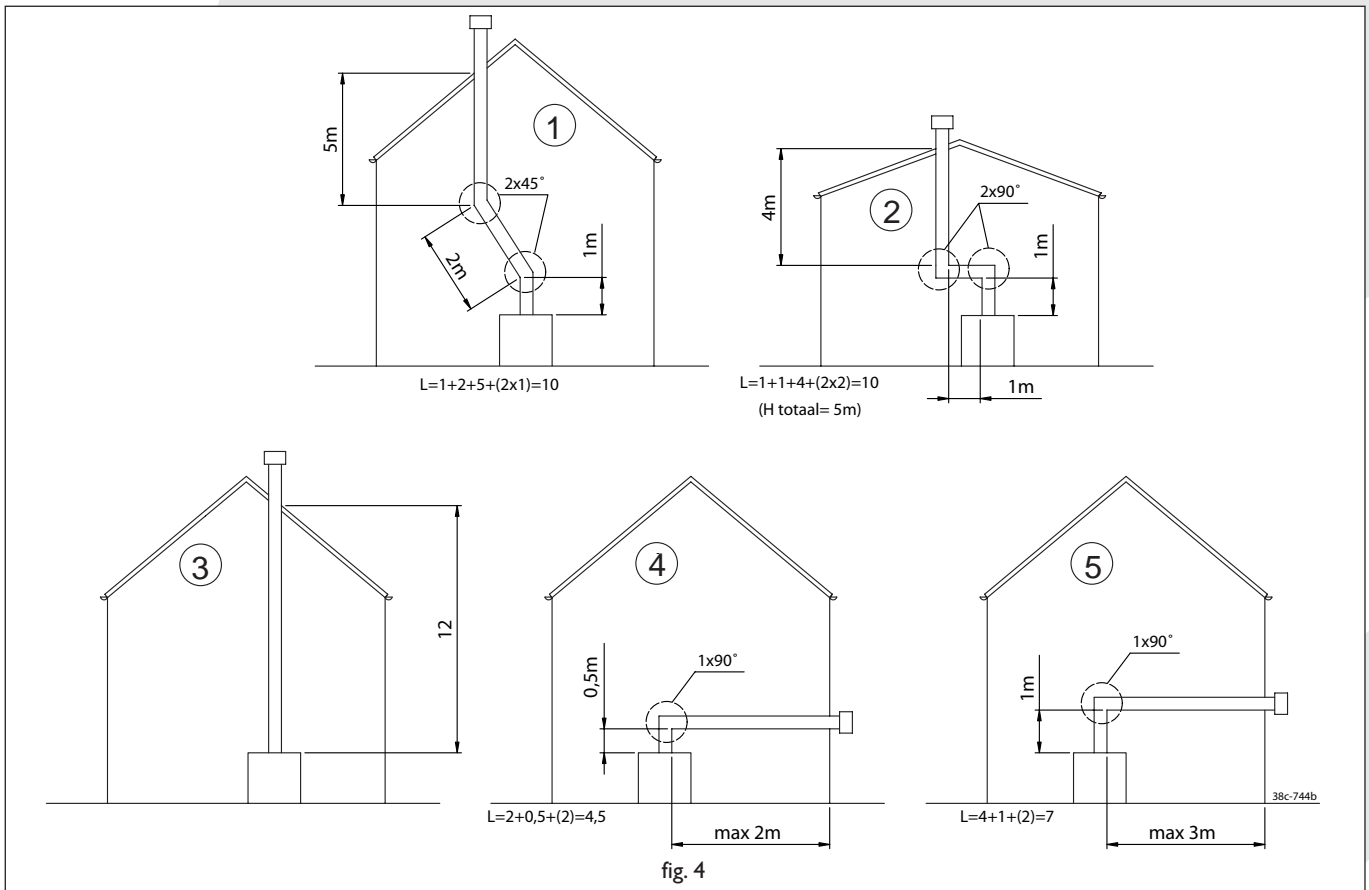 5m
1
2x45°
2m
1m
L=1+2+5+(2x1)=10
4m
2
2x90°
1m
L=1+1+4+(2x2)=10
(H totaal= 5m)
1m
3
12
4
1x90°
0,5m
L=2+0,5+(2)=4,5
max 2m
5
1x90°
1m
L=4+1+(2)=7
max 3m
38c-744b
fig. 4